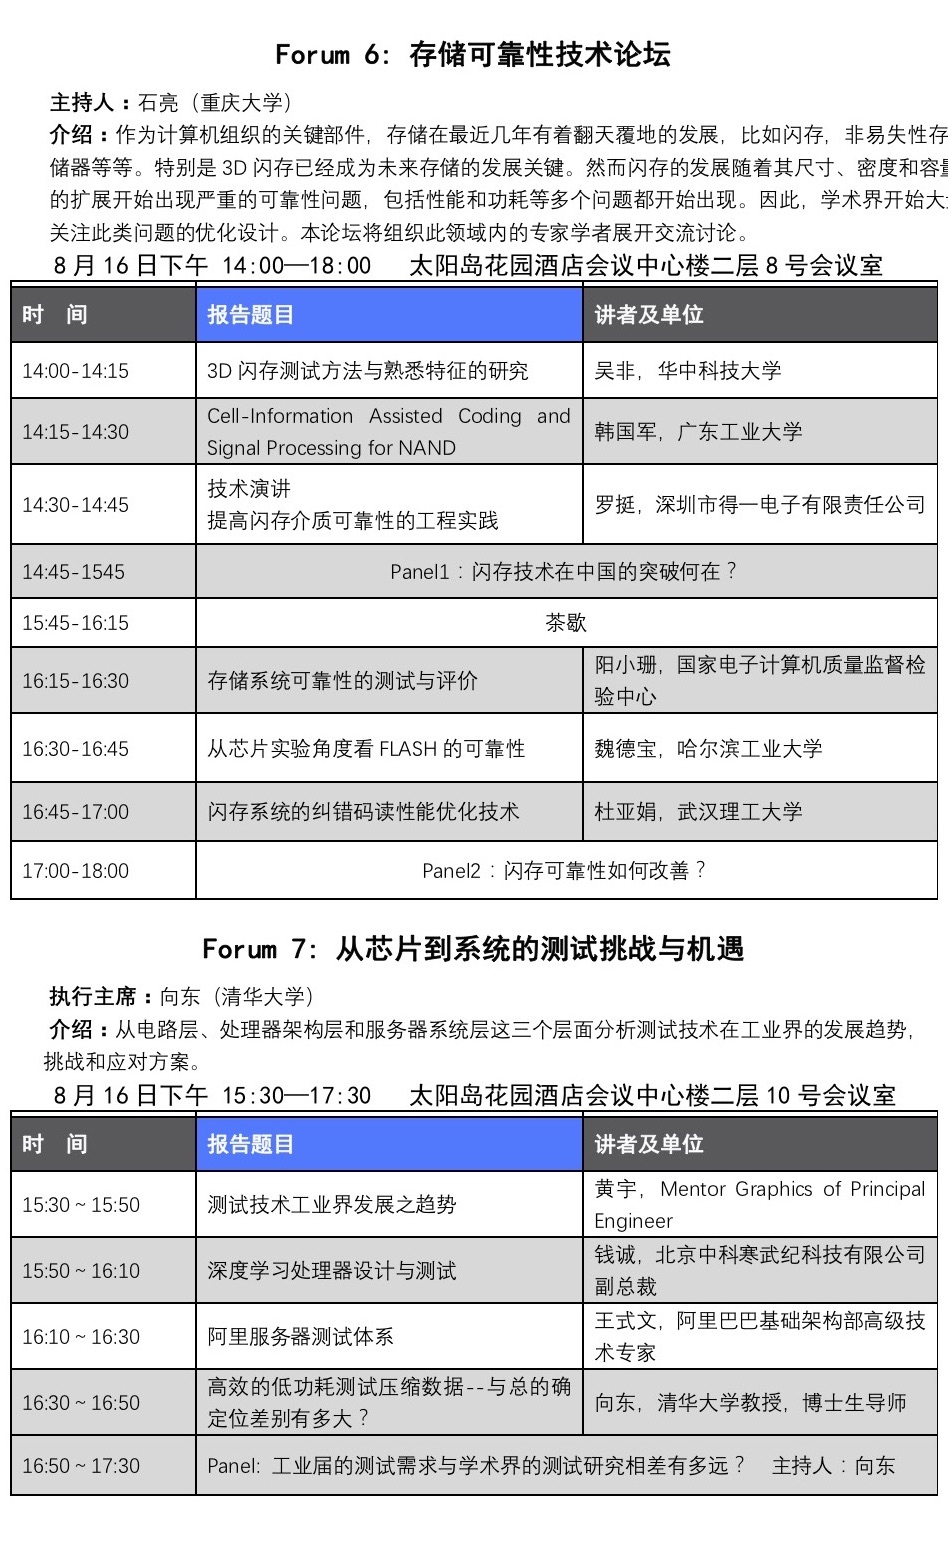 Forum 6: 存储可靠性技术论坛
主持人：石亮（重庆大学）
介绍：作为计算机组织的关键部件，存储在最近几年有着翻天覆地的发展，比如闪存，非易失性存
储器等等。特别是 3D 闪存已经成为未来存储的发展关键。然而闪存的发展随着其尺寸、密度和容量
的扩展开始出现严重的可靠性问题，包括性能和功耗等多个问题都开始出现。因此，学术界开始大
关注此类问题的优化设计。本论坛将组织此领域内的专家学者展开交流讨论。
8 月 16 日下午 14:00—18:00 太阳岛花园酒店会议中心楼二层 8 号会议室
时 间 报告题目 讲者及单位
14:00-14:15 3D 闪存测试方法与熟悉特征的研究 吴非，华中科技大学
14:15-14:30 Cell-Information Assisted Coding and
Signal Processing for NAND 韩国军，广东工业大学
14:30-14:45 技术演讲
提高闪存介质可靠性的工程实践 罗挺，深圳市得一电子有限责任公司
14:45-1545 Panel1：闪存技术在中国的突破何在？
15:45-16:15 茶歇
16:15-16:30 存储系统可靠性的测试与评价 阳小珊，国家电子计算机质量监督检
验中心
16:30-16:45 从芯片实验角度看 FLASH 的可靠性 魏德宝，哈尔滨工业大学
16:45-17:00 闪存系统的纠错码读性能优化技术 杜亚娟，武汉理工大学
17:00-18:00 Panel2：闪存可靠性如何改善？
Forum 7: 从芯片到系统的测试挑战与机遇
执行主席：向东（清华大学）
介绍：从电路层、处理器架构层和服务器系统层这三个层面分析测试技术在工业界的发展趋势，
挑战和应对方案。
8 月 16 日下午 15:30—17:30 太阳岛花园酒店会议中心楼二层 10 号会议室
时 间 报告题目 讲者及单位
15:30 ~ 15:50 测试技术工业界发展之趋势 黄宇，Mentor Graphics of Principal
Engineer
15:50 ~ 16:10 深度学习处理器设计与测试 钱诚，北京中科寒武纪科技有限公司
副总裁
16:10 ~ 16:30 阿里服务器测试体系 王式文，阿里巴巴基础架构部高级技
术专家
16:30 ~ 16:50 高效的低功耗测试压缩数据--与总的确
定位差别有多大？ 向东，清华大学教授，博士生导师
16:50 ~ 17:30 Panel: 工业届的测试需求与学术界的测试研究相差有多远？ 主持人：向东